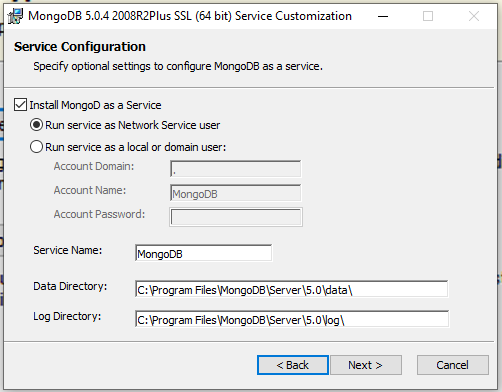 MongoDB 5.0.4 2008R2Plus SSL (64 bit) Service Customization
Service Configuration
Specify optional settings to configure MongoDB as a service.
Install MongoD as a Service
Run service as Network Service user
Run service as a local or domain user:
Account Domain: .
Account Name: MongoDB
Account Password:
Service Name: MongoDB
Data Directory: C:\Program Files\MongoDB\Server\5.0\data\
Log Directory: C:\Program Files\MongoDB\Server\5.0\log\
< Back Next > Cancel